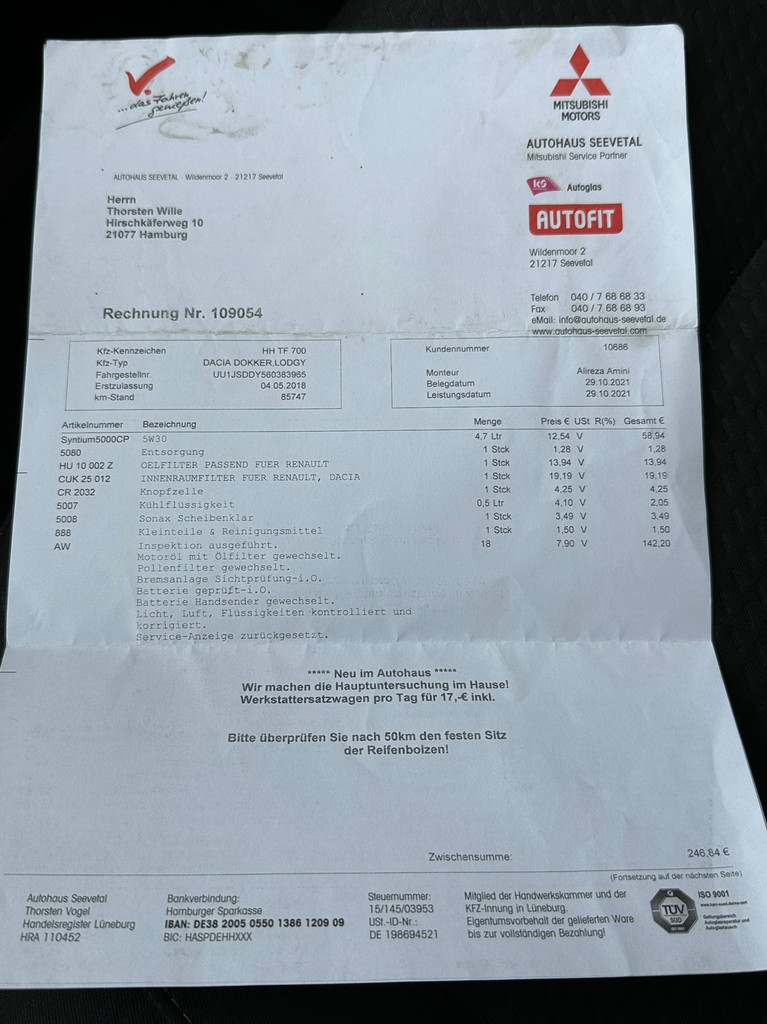 ...das Fahren
genießen!
MITSUBISHI
MOTORS
AUTOHAUS SEEVETAL
Mitsubishi Service Partner
AUTOHAUS SEEVETAL · Wildenmoor 2 · 21217 Seevetal
Autoglas
AUTOFIT
Herrn
Thorsten Wille
Hirschkäferweg 10
21077 Hamburg
Wildenmoor 2
21217 Seevetal
Telefon 040 / 7 68 68 33
Fax 040 / 7 68 68 93
eMail: info@autohaus-seevetal.de
www.autohaus-seevetal.com
Rechnung Nr. 109054
Kfz-Kennzeichen HH TF 700
Kfz-Typ DACIA DOKKER,LODGY
Fahrgestellnr. UU1JSDDY560383965
Erstzulassung 04.05.2018
km-Stand 85747
Kundennummer 10686
Monteur Alireza Amini
Belegdatum 29.10.2021
Leistungsdatum 29.10.2021
Artikelnummer Bezeichnung Menge Preis € USt R(%) Gesamt €
Syntium5000CP 5W30 4,7 Ltr 12,54 V 58,94
5080 Entsorgung 1 Stck 1,28 V 1,28
HU 10 002 Z OELFILTER PASSEND FUER RENAULT 1 Stck 13,94 V 13,94
CUK 25 012 INNENRAUMFILTER FUER RENAULT, DACIA 1 Stck 19,19 V 19,19
CR 2032 Knopfzelle 1 Stck 4,25 V 4,25
5007 Kühlflüssigkeit 0,5 Ltr 4,10 V 2,05
5008 Sonax Scheibenklar 1 Stck 3,49 V 3,49
888 Kleinteile & Reinigungsmittel 1 Stck 1,50 V 1,50
AW Inspektion ausgeführt. 18 7,90 V 142,20
Motoröl mit Ölfilter gewechselt.
Pollenfilter gewechselt.
Bremsanlage Sichtprüfung-i.O.
Batterie geprüft-i.O.
Batterie Handsender gewechselt.
Licht, Luft, Flüssigkeiten kontrolliert und
korrigiert.
Service-Anzeige zurückgesetzt.
***** Neu im Autohaus *****
Wir machen die Hauptuntersuchung im Hause!
Werkstattersatzwagen pro Tag für 17,-€ inkl.
Bitte überprüfen Sie nach 50km den festen Sitz
der Reifenbolzen!
Zwischensumme: 246,84 €
(Fortsetzung auf der nächsten Seite)
Autohaus Seevetal
Thorsten Vogel
Handelsregister Lüneburg
HRA 110452
Bankverbindung:
Hamburger Sparkasse
IBAN: DE38 2005 0550 1386 1209 09
BIC: HASPDEHHXXX
Steuernummer:
15/145/03953
USt.-ID-Nr.:
DE 198694521
Mitglied der Handwerkskammer und der
KFZ-Innung in Lüneburg.
Eigentumsvorbehalt der gelieferten Ware
bis zur vollständigen Bezahlung!
TÜV
SÜD
ISO 9001